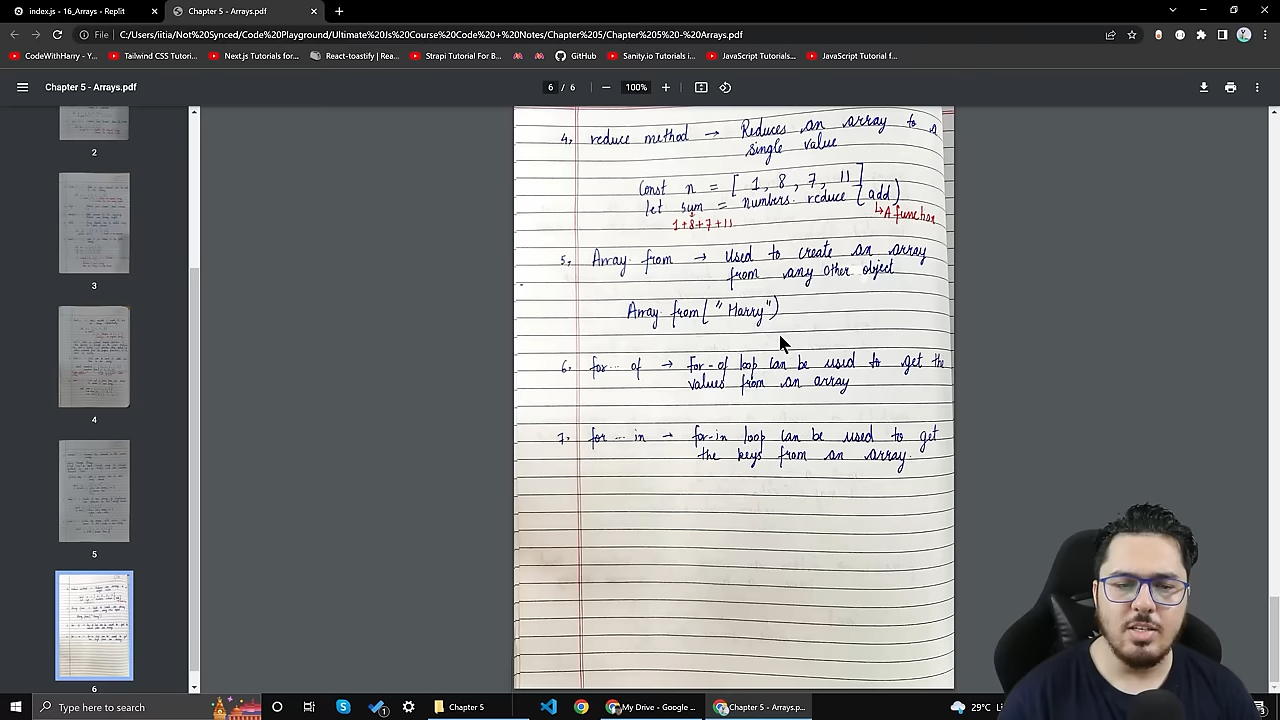 index.js - 16_Arrays - Replit
Chapter 5 - Arrays.pdf
File
C:/Users/iitia/Not%20Synced/Code%20Playground/Ultimate%20Js%20Course%20Code%20+%20Notes/Chapter%205/Chapter%205%20-%20Arrays.pdf
CodeWithHarry - Y...
Tailwind CSS Tutori...
Next.js Tutorials for...
React-toastify | Rea...
Strapi Tutorial For B...
GitHub
Sanity.io Tutorials i...
JavaScript Tutorials...
JavaScript Tutorial f...
Chapter 5 - Arrays.pdf
6 / 6
100%
2
3
4
5
6
4, reduce method → Reduces an array to a
single value
Const n = [ 1, 8, 7, 11]
let sum = numbers. reduce (add)
1+8+7+11
↳ A function
5, Array from → Used to create an array
from any other object
Array from("Harry")
6, for... of → For-of loop can be used to get the
values from an array
7, for... in → for-in loop can be used to get
the keys from an array.
Type here to search
1
Chapter 5
My Drive - Google ...
Chapter 5 - Arrays.p...
29°C